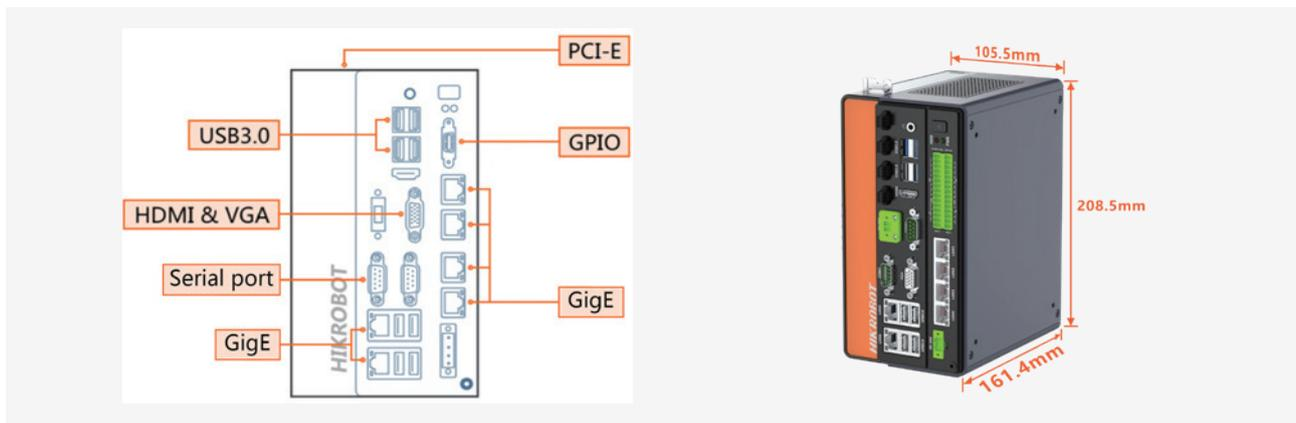 PCI-E
USB3.0
GPIO
HDMI & VGA
Serial port
GigE
GigE
HIKROBOT
105.5mm
208.5mm
161.4mm
HIKROBOT